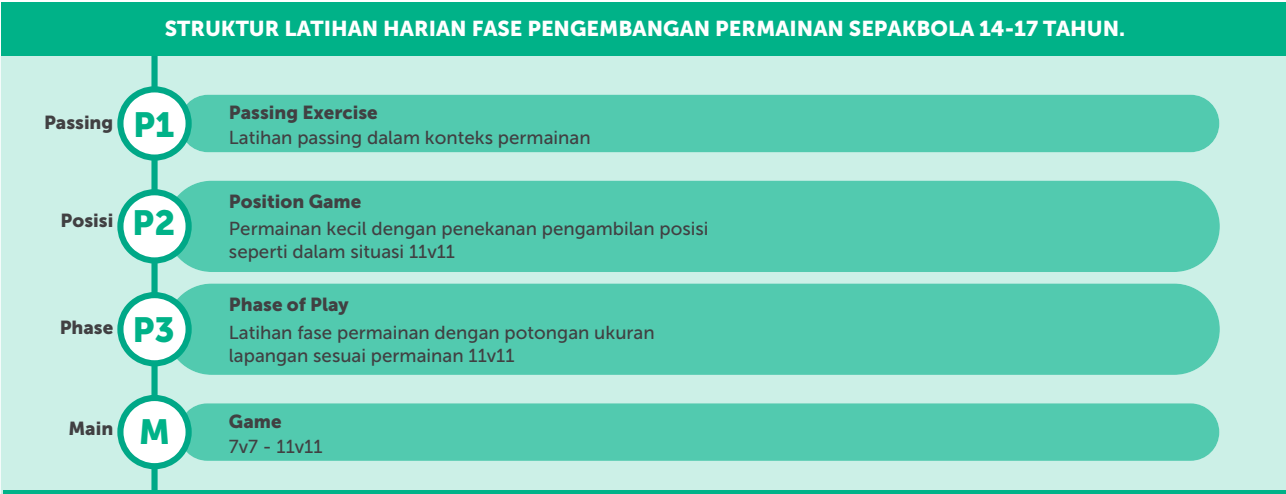 STRUKTUR LATIHAN HARIAN FASE PENGEMBANGAN PERMAINAN SEPAKBOLA 14-17 TAHUN.
Passing
P1
Passing Exercise
Latihan passing dalam konteks permainan
Posisi
P2
Position Game
Permainan kecil dengan penekanan pengambilan posisi
seperti dalam situasi 11v11
Phase
P3
Phase of Play
Latihan fase permainan dengan potongan ukuran
lapangan sesuai permainan 11v11
Main
M
Game
7v7 - 11v11